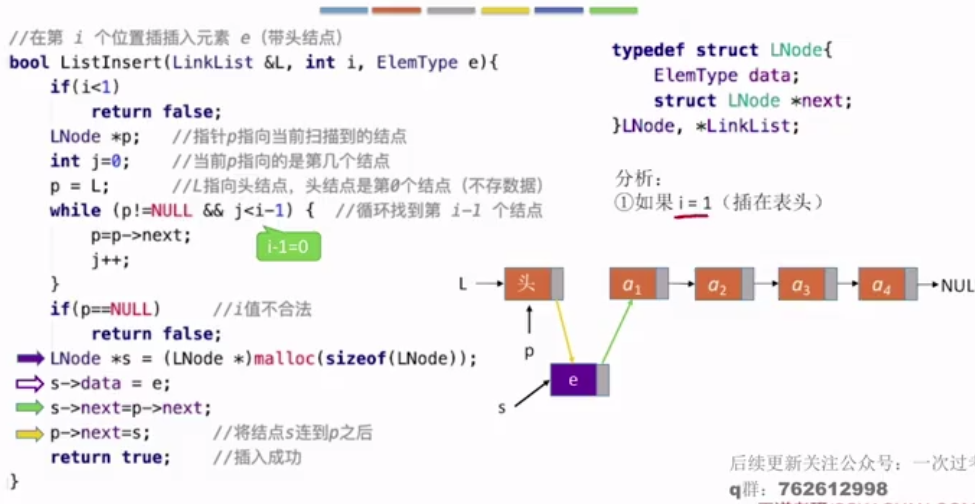 //在第 i 个位置插插入元素 e（带头结点）
bool ListInsert(LinkList &L, int i, ElemType e){
if(i<1)
return false;
LNode *p; //指针p指向当前扫描到的结点
int j=0; //当前p指向的是第几个结点
p = L; //L指向头结点，头结点是第0个结点（不存数据）
while (p!=NULL && j<i-1) { //循环找到第 i-1 个结点
p=p->next;
j++;
}
i-1=0
if(p==NULL) //i值不合法
return false;
LNode *s = (LNode *)malloc(sizeof(LNode));
s->data = e;
s->next=p->next;
p->next=s; //将结点s连到p之后
return true; //插入成功
}
typedef struct LNode{
ElemType data;
struct LNode *next;
}LNode, *LinkList;
分析：
①如果 i = 1（插在表头）
L 头 a1 a2 a3 a4 NUL
p
e
s
后续更新关注公众号：一次过
q群：762612998